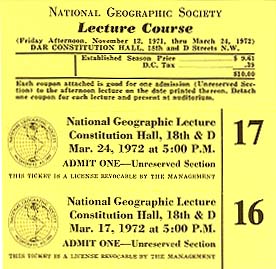 NATIONAL GEOGRAPHIC SOCIETY
Lecture Course
(Friday Afternoon, November 12, 1971, thru March 24, 1972)
DAR CONSTITUTION HALL, 18th and D Streets N.W.
Established Season Price $ 9.61
D.C. Tax .39
$10.00
Each coupon attached is good for one admission (Unreserved Section)
to the afternoon lecture on the date printed thereon. Detach
one coupon for each lecture and present at auditorium.
National Geographic Lecture
Constitution Hall, 18th & D
Mar. 24, 1972 at 5:00 P.M.
ADMIT ONE—Unreserved Section
THIS TICKET IS A LICENSE REVOCABLE BY THE MANAGEMENT
17
National Geographic Lecture
Constitution Hall, 18th & D
Mar. 17, 1972 at 5:00 P.M.
ADMIT ONE—Unreserved Section
THIS TICKET IS A LICENSE REVOCABLE BY THE MANAGEMENT
16